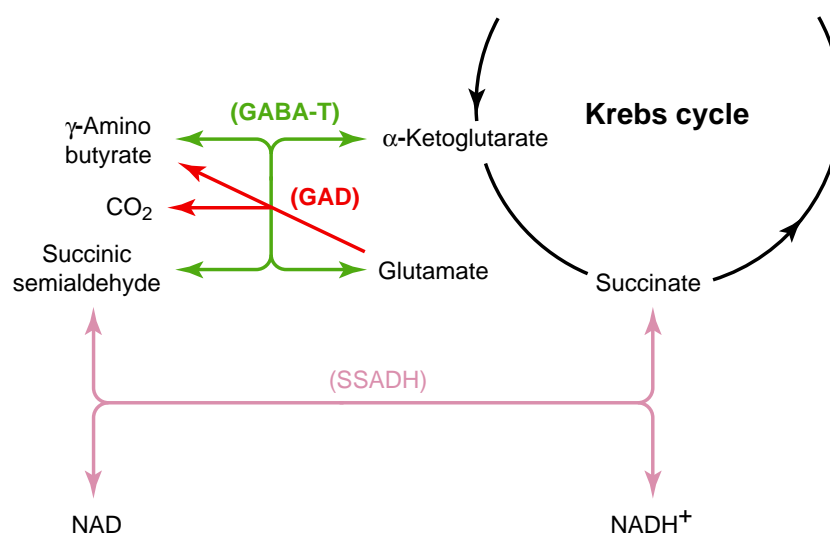 (GABA-T)
γ-Amino
butyrate
α-Ketoglutarate
Krebs cycle
(GAD)
CO₂
Succinic
semialdehyde
Glutamate
Succinate
(SSADH)
NAD
NADH⁺